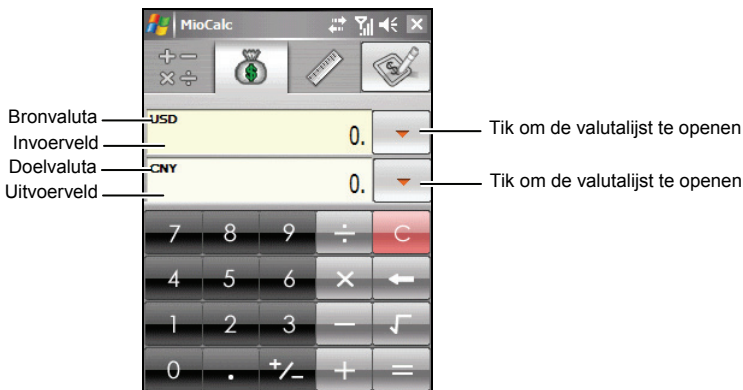 MioCalc
Bronvaluta
USD
Invoerveld
0.
Tik om de valutalijst te openen
Doelvaluta
CNY
Uitvoerveld
0.
Tik om de valutalijst te openen
7 8 9 ÷ C
4 5 6 × ←
1 2 3 − √
0 . +/− + =